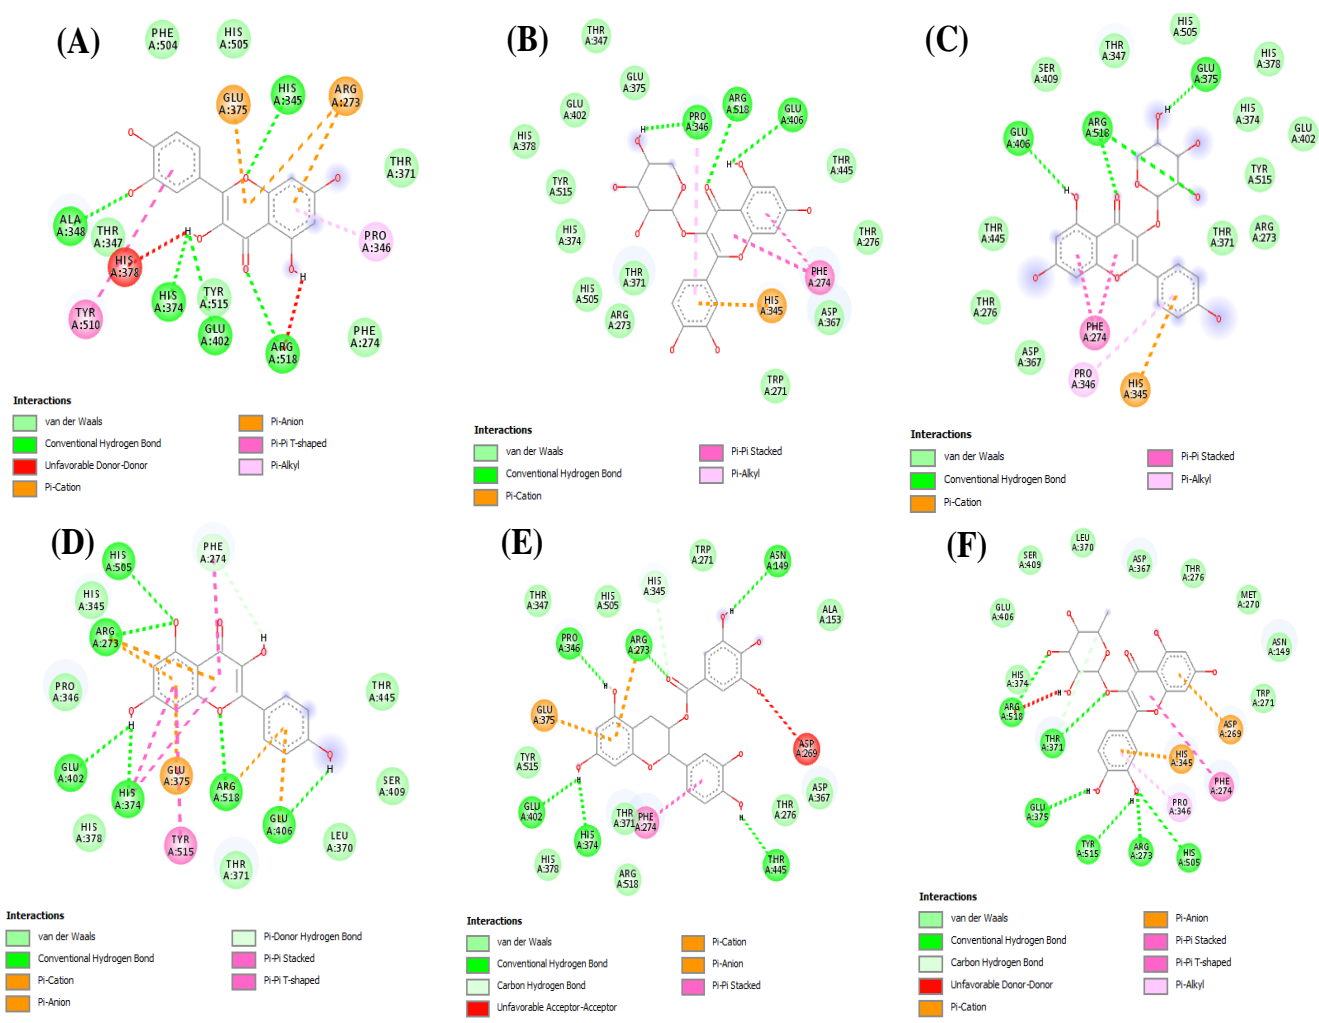 (A)
PHE
A:504
HIS
A:505
GLU
A:375
HIS
A:345
ARG
A:273
THR
A:371
ALA
A:348
THR
A:347
HIS
A:378
PRO
A:346
TYR
A:510
HIS
A:374
TYR
A:515
GLU
A:402
ARG
A:518
PHE
A:274
O
O
O
O
O
O
O
H
H
Interactions
van der Waals
Conventional Hydrogen Bond
Unfavorable Donor-Donor
Pi-Cation
Pi-Anion
Pi-Pi T-shaped
Pi-Alkyl
(B)
THR
A:347
GLU
A:375
GLU
A:402
HIS
A:378
PRO
A:346
ARG
A:518
GLU
A:406
TYR
A:515
THR
A:445
HIS
A:374
THR
A:276
HIS
A:505
THR
A:371
PHE
A:274
ARG
A:273
HIS
A:345
ASP
A:367
TRP
A:271
H
H
Interactions
van der Waals
Conventional Hydrogen Bond
Pi-Cation
Pi-Pi Stacked
Pi-Alkyl
(C)
HIS
A:505
THR
A:347
HIS
A:378
SER
A:409
GLU
A:375
HIS
A:374
GLU
A:406
ARG
A:518
GLU
A:402
TYR
A:515
THR
A:445
THR
A:371
ARG
A:273
THR
A:276
PHE
A:274
ASP
A:367
PRO
A:346
HIS
A:345
H
H
Interactions
van der Waals
Conventional Hydrogen Bond
Pi-Cation
Pi-Pi Stacked
Pi-Alkyl
(D)
HIS
A:505
PHE
A:274
HIS
A:345
ARG
A:273
PRO
A:346
THR
A:445
GLU
A:402
HIS
A:374
GLU
A:375
ARG
A:518
GLU
A:406
SER
A:409
HIS
A:378
TYR
A:515
THR
A:371
LEU
A:370
H
H
H
Interactions
van der Waals
Conventional Hydrogen Bond
Pi-Cation
Pi-Anion
Pi-Donor Hydrogen Bond
Pi-Pi Stacked
Pi-Pi T-shaped
(E)
TRP
A:271
ASN
A:149
THR
A:347
HIS
A:505
HIS
A:345
ALA
A:153
PRO
A:346
ARG
A:273
GLU
A:375
ASP
A:269
TYR
A:515
ASP
A:367
GLU
A:402
THR
A:371
PHE
A:274
THR
A:276
HIS
A:374
HIS
A:378
ARG
A:518
THR
A:445
H
H
H
H
Interactions
van der Waals
Conventional Hydrogen Bond
Carbon Hydrogen Bond
Unfavorable Acceptor-Acceptor
Pi-Cation
Pi-Anion
Pi-Pi Stacked
(F)
SER
A:409
LEU
A:370
ASP
A:367
THR
A:276
MET
A:270
GLU
A:406
ASN
A:149
HIS
A:374
TRP
A:271
ARG
A:518
THR
A:371
ASP
A:269
HIS
A:345
PHE
A:274
GLU
A:375
PRO
A:346
TYR
A:515
ARG
A:273
HIS
A:505
H
H
H
Interactions
van der Waals
Conventional Hydrogen Bond
Carbon Hydrogen Bond
Unfavorable Donor-Donor
Pi-Cation
Pi-Anion
Pi-Pi Stacked
Pi-Pi T-shaped
Pi-Alkyl